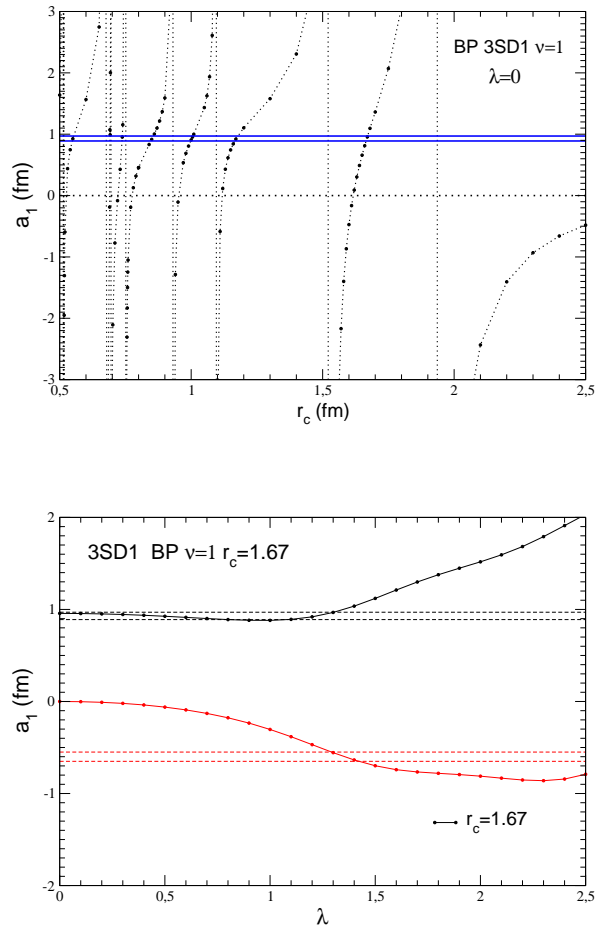 3
2
1
0
-1
-2
-3
a1 (fm)
BP 3SD1 ν=1
λ=0
0.5 1 1,5 2 2,5
rc (fm)
2
1
0
-1
-2
a1 (fm)
3SD1 BP ν=1 rc=1.67
rc=1.67
0 0,5 1 1,5 2 2,5
λ